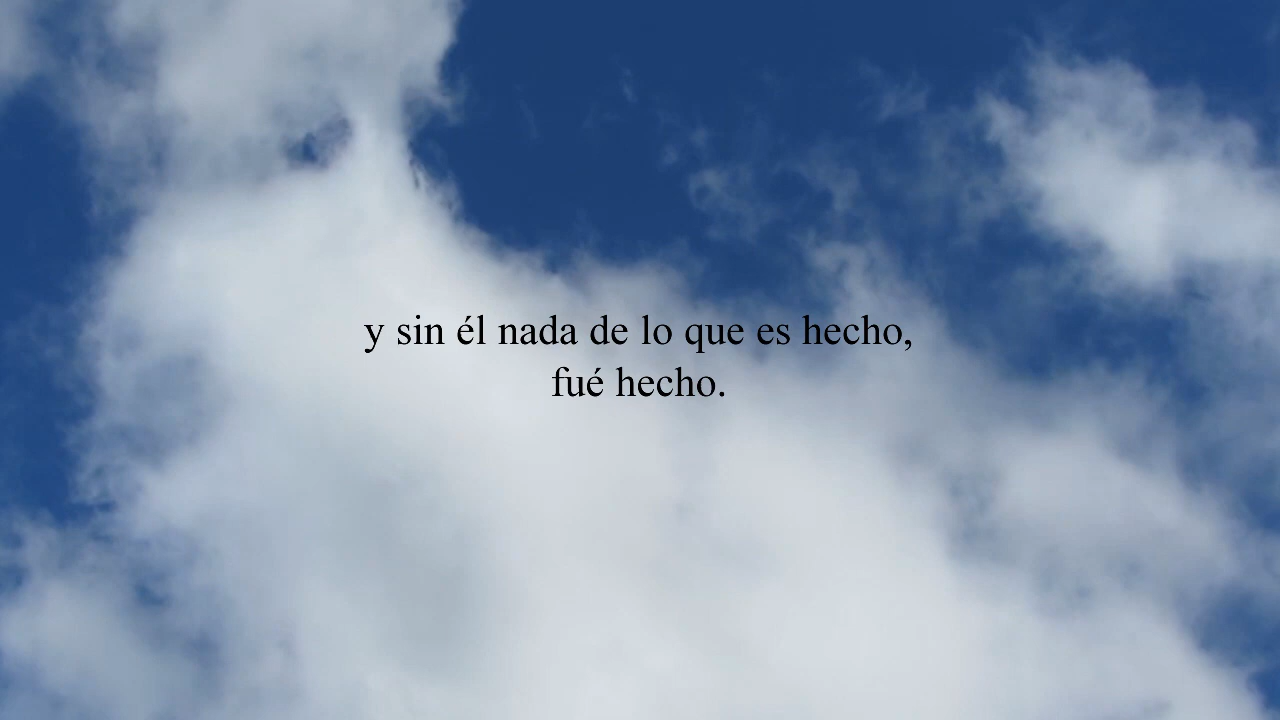 y sin él nada de lo que es hecho,
fué hecho.